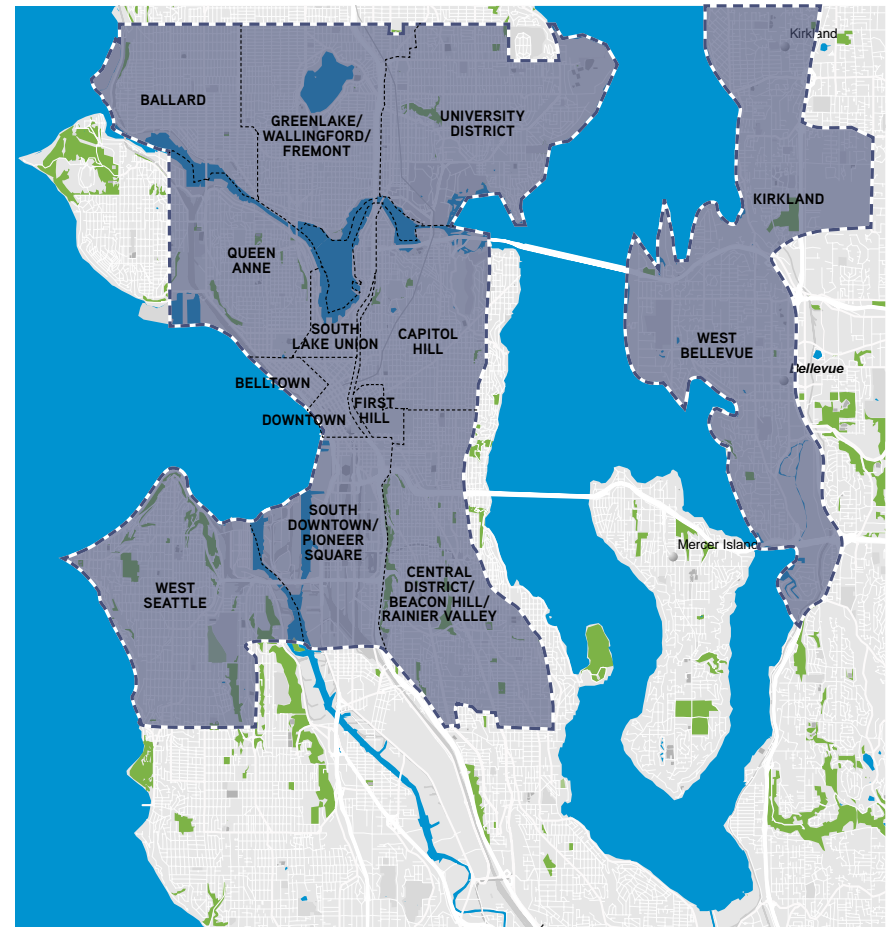 Kirkland
BALLARD
GREENLAKE/
WALLINGFORD/
FREMONT
UNIVERSITY
DISTRICT
KIRKLAND
QUEEN
ANNE
SOUTH
LAKE UNION
CAPITOL
HILL
WEST
BELLEVUE
Bellevue
BELLTOWN
FIRST
HILL
DOWNTOWN
SOUTH
DOWNTOWN/
PIONEER
SQUARE
Mercer Island
CENTRAL
DISTRICT/
BEACON HILL/
RAINIER VALLEY
WEST
SEATTLE